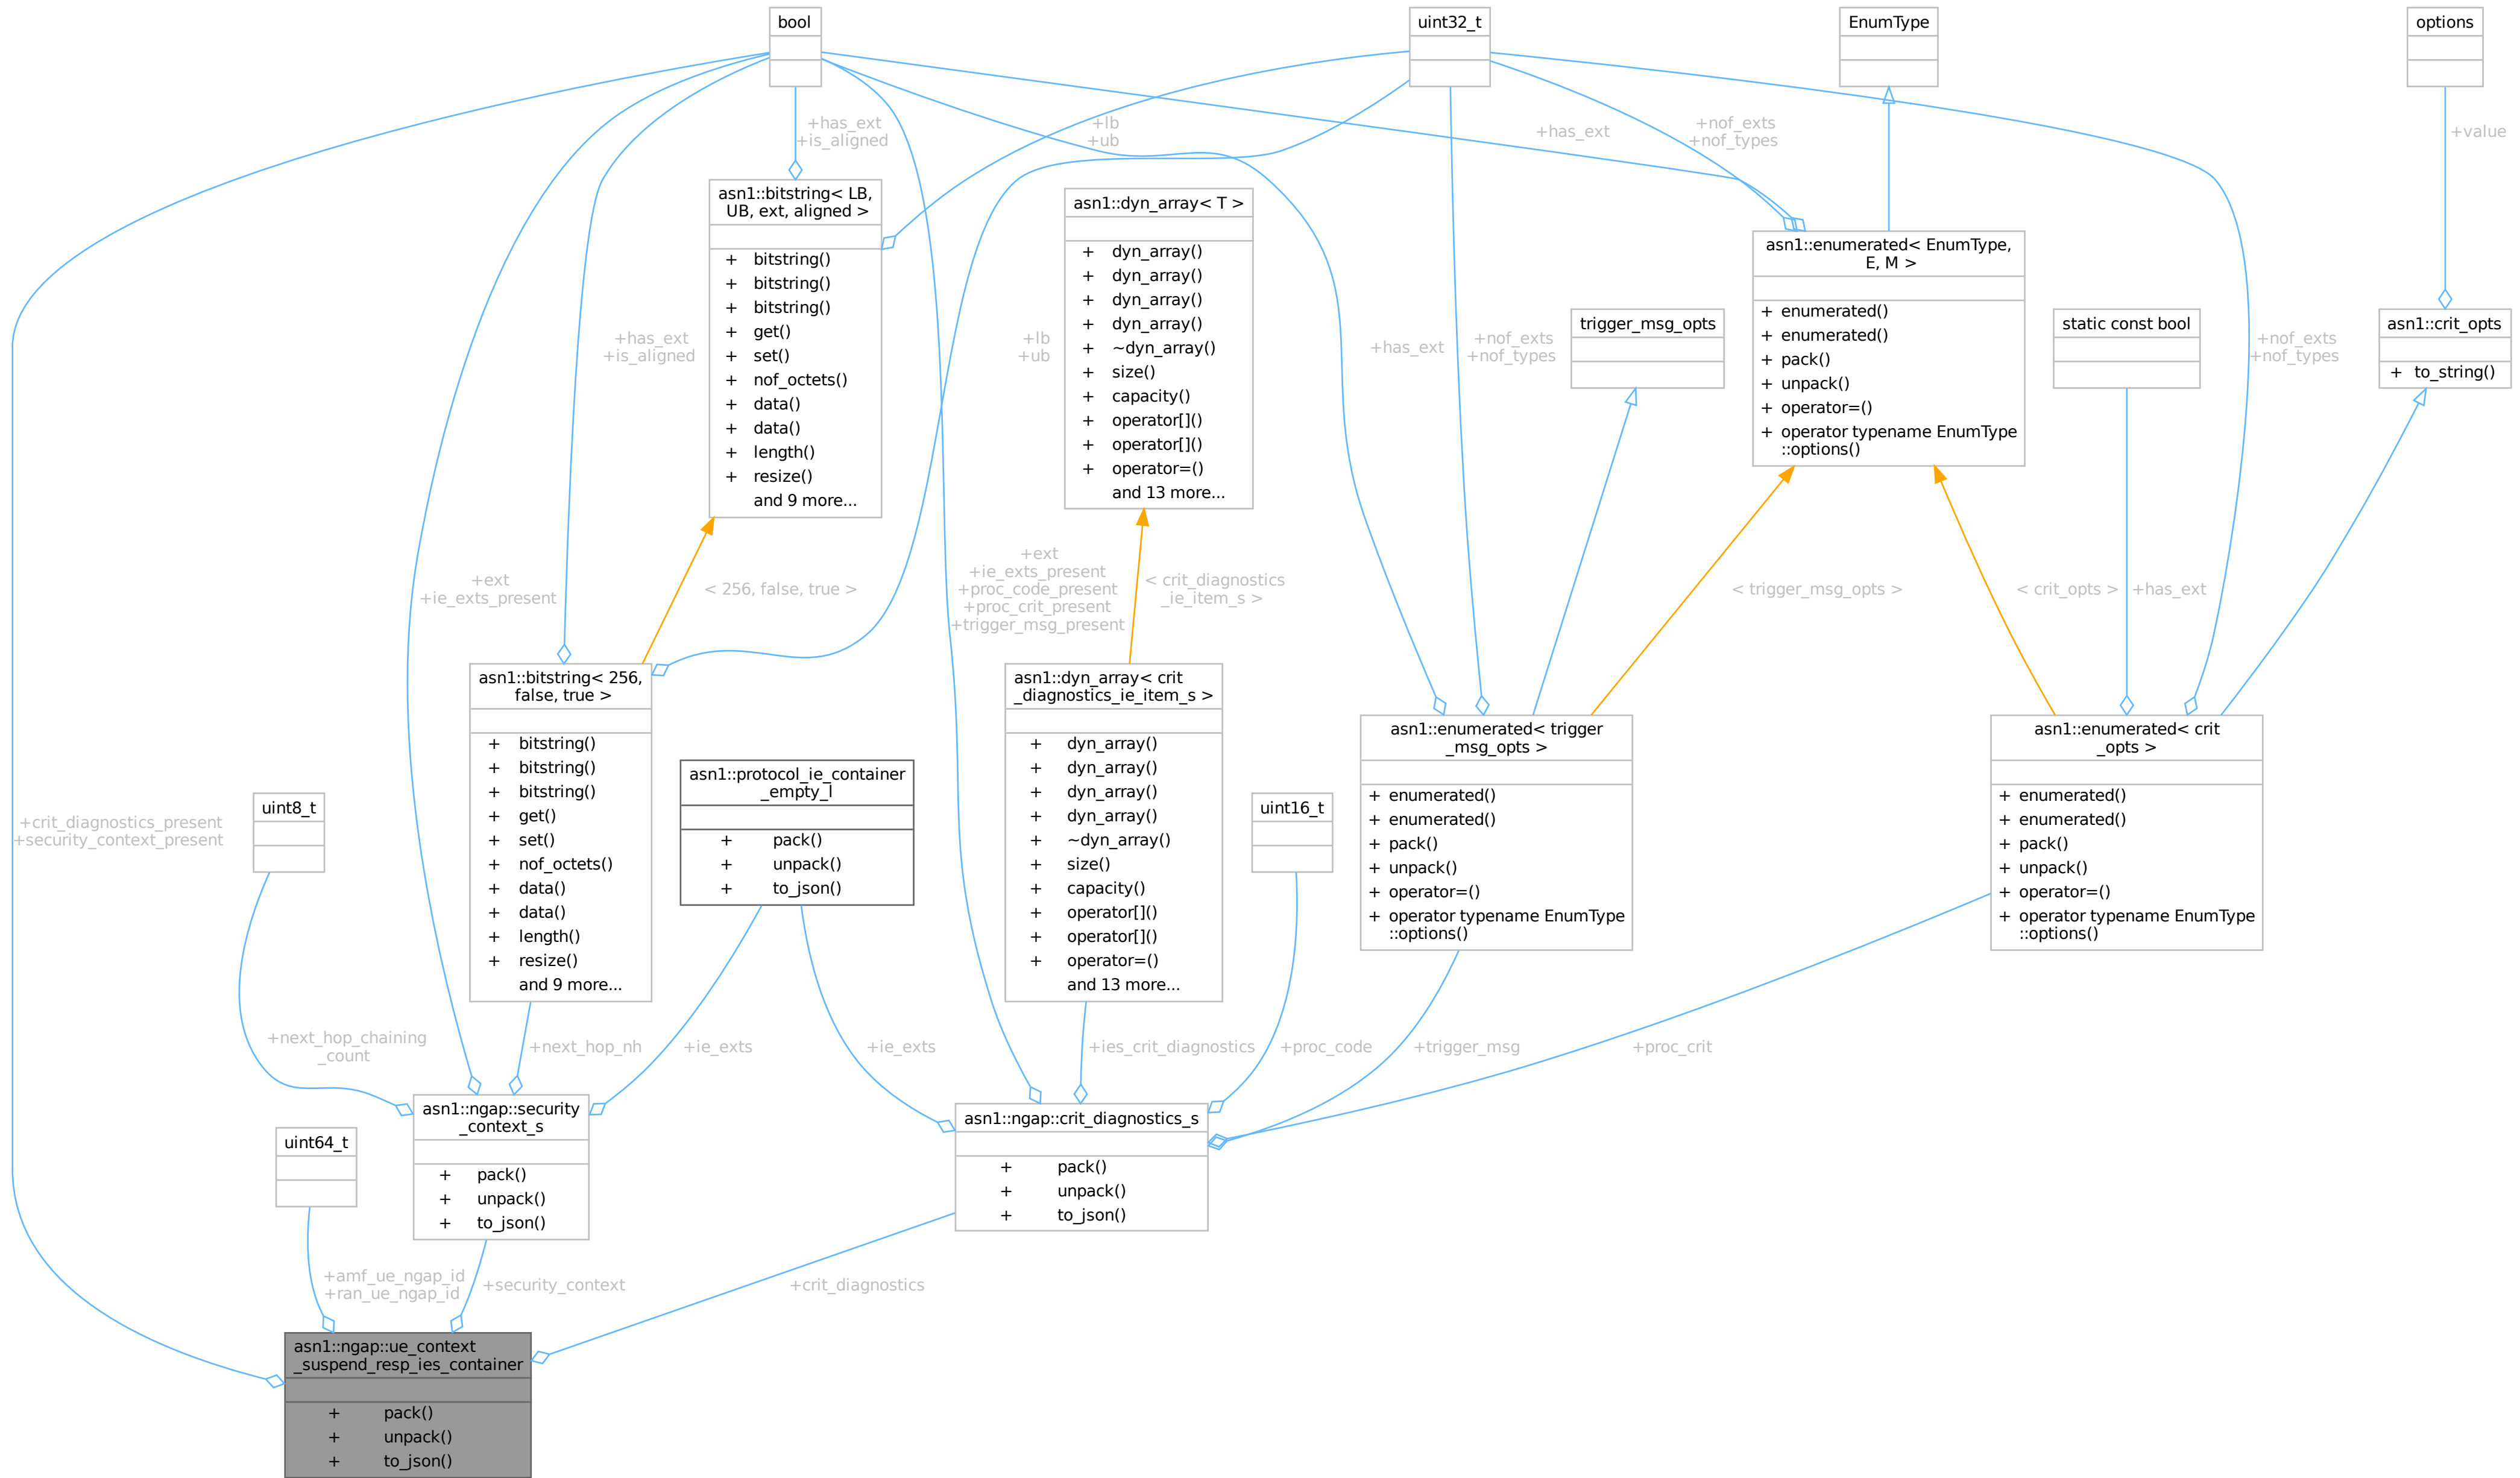 bool
uint32_t
EnumType
options
+has_ext
+is_aligned
+lb
+ub
+has_ext
+nof_exts
+nof_types
+value
asn1::bitstring< LB,
UB, ext, aligned >
+ bitstring()
+ bitstring()
+ bitstring()
+ get()
+ set()
+ nof_octets()
+ data()
+ data()
+ length()
+ resize()
and 9 more...
asn1::dyn_array< T >
+ dyn_array()
+ dyn_array()
+ dyn_array()
+ dyn_array()
+ ~dyn_array()
+ size()
+ capacity()
+ operator[]()
+ operator[]()
+ operator=()
and 13 more...
asn1::enumerated< EnumType,
E, M >
+ enumerated()
+ enumerated()
+ pack()
+ unpack()
+ operator=()
+ operator typename EnumType
::options()
trigger_msg_opts
static const bool
asn1::crit_opts
+ to_string()
+has_ext
+is_aligned
+lb
+ub
+has_ext
+nof_exts
+nof_types
+nof_exts
+nof_types
+ext
+ie_exts_present
< 256, false, true >
+ext
+ie_exts_present
+proc_code_present
+proc_crit_present
+trigger_msg_present
< crit_diagnostics
_ie_item_s >
< trigger_msg_opts >
< crit_opts >
+has_ext
asn1::bitstring< 256,
false, true >
+ bitstring()
+ bitstring()
+ bitstring()
+ get()
+ set()
+ nof_octets()
+ data()
+ data()
+ length()
+ resize()
and 9 more...
asn1::protocol_ie_container
_empty_l
+ pack()
+ unpack()
+ to_json()
asn1::dyn_array< crit
_diagnostics_ie_item_s >
+ dyn_array()
+ dyn_array()
+ dyn_array()
+ dyn_array()
+ ~dyn_array()
+ size()
+ capacity()
+ operator[]()
+ operator[]()
+ operator=()
and 13 more...
uint16_t
asn1::enumerated< trigger
_msg_opts >
+ enumerated()
+ enumerated()
+ pack()
+ unpack()
+ operator=()
+ operator typename EnumType
::options()
asn1::enumerated< crit
_opts >
+ enumerated()
+ enumerated()
+ pack()
+ unpack()
+ operator=()
+ operator typename EnumType
::options()
+crit_diagnostics_present
+security_context_present
uint8_t
+next_hop_chaining
_count
+next_hop_nh
+ie_exts
+ie_exts
+ies_crit_diagnostics
+proc_code
+trigger_msg
+proc_crit
uint64_t
asn1::ngap::security
_context_s
+ pack()
+ unpack()
+ to_json()
asn1::ngap::crit_diagnostics_s
+ pack()
+ unpack()
+ to_json()
+amf_ue_ngap_id
+ran_ue_ngap_id
+security_context
+crit_diagnostics
asn1::ngap::ue_context
_suspend_resp_ies_container
+ pack()
+ unpack()
+ to_json()